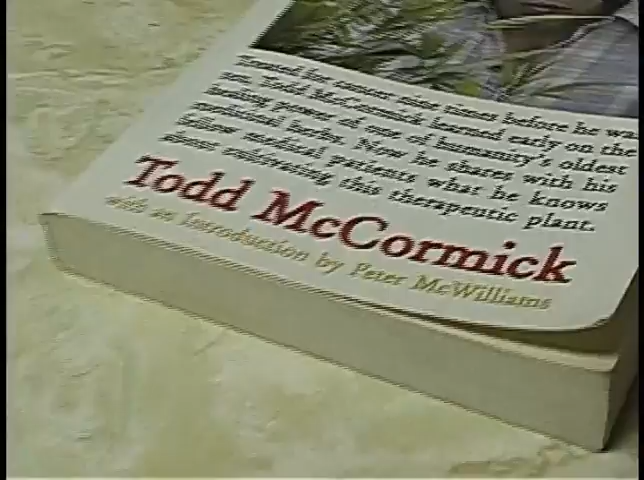 Treated for cancer nine times before he was
ten, Todd McCormick learned early on the
healing power of one of humanity's oldest
medicinal herbs. Now he shares with his
fellow medical patients what he knows
about cultivating this therapeutic plant.
Todd McCormick
with an Introduction by Peter McWilliams